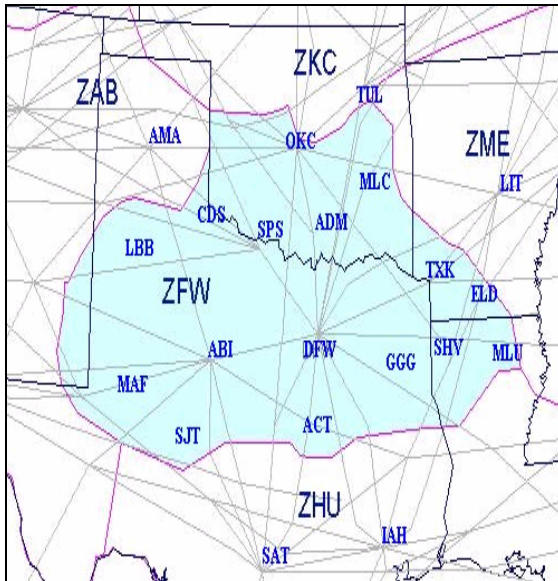 ZKC
ZAB
TUL
AMA
OKC
ZME
MLC
LIT
CDS
SPS
ADM
LBB
TXK
ZFW
ELD
ABI
DFW
SHV
MLU
GGG
MAF
ACT
SJT
ZHU
IAH
SAT